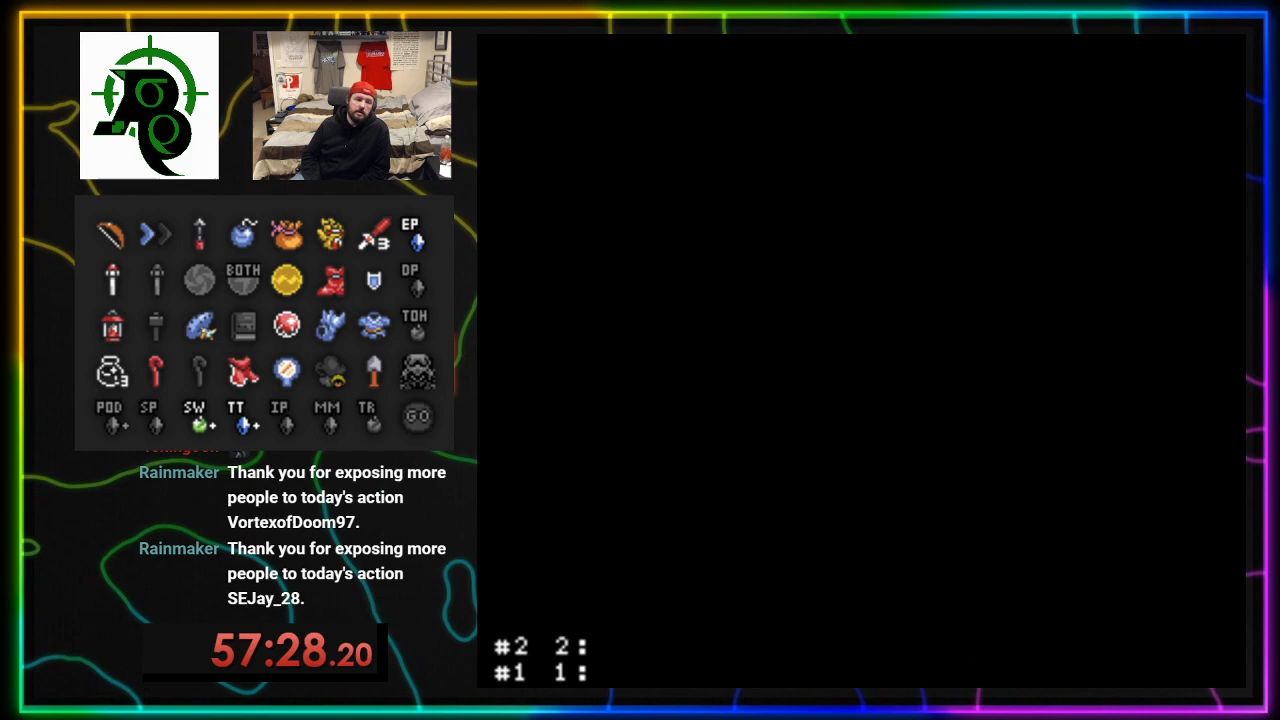 EP
3
BOTH
DP
TOH
3
POD
SP
SW
TT
IP
MM
TR
GO
Rainmaker Thank you for exposing more
people to today's action
VortexofDoom97.
Rainmaker Thank you for exposing more
people to today's action
SEJay_28.
57:28.20
#2 2:
#1 1: